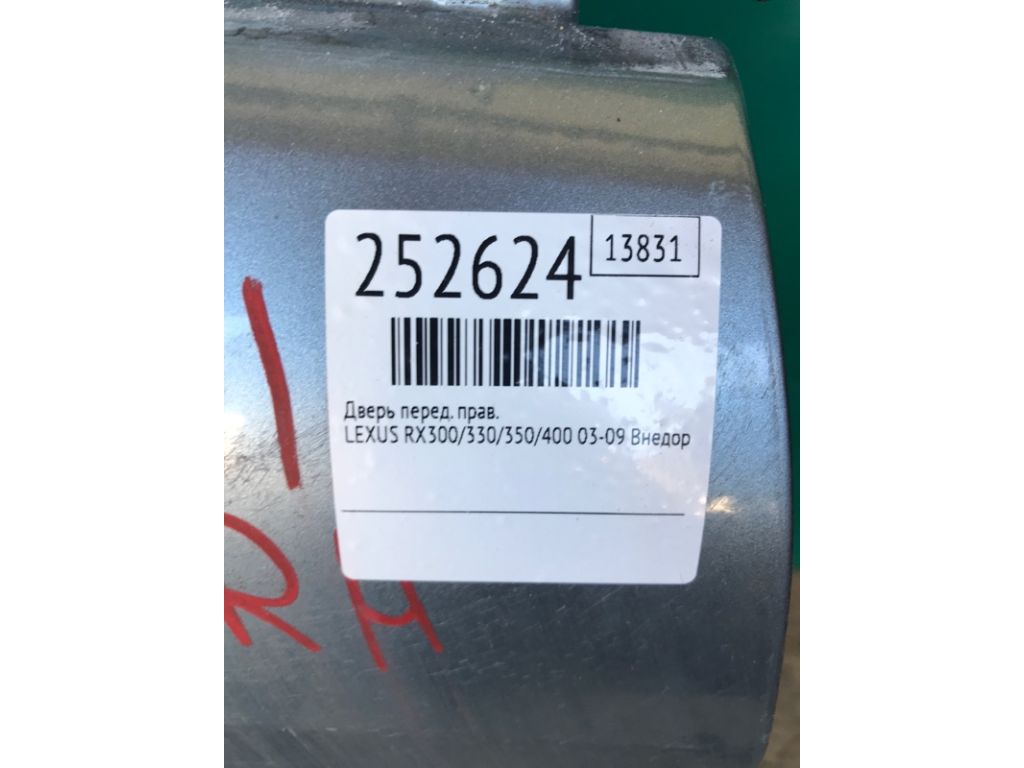 252624
13831
Дверь перед. прав.
LEXUS RX300/330/350/400 03-09 Внедор
RH